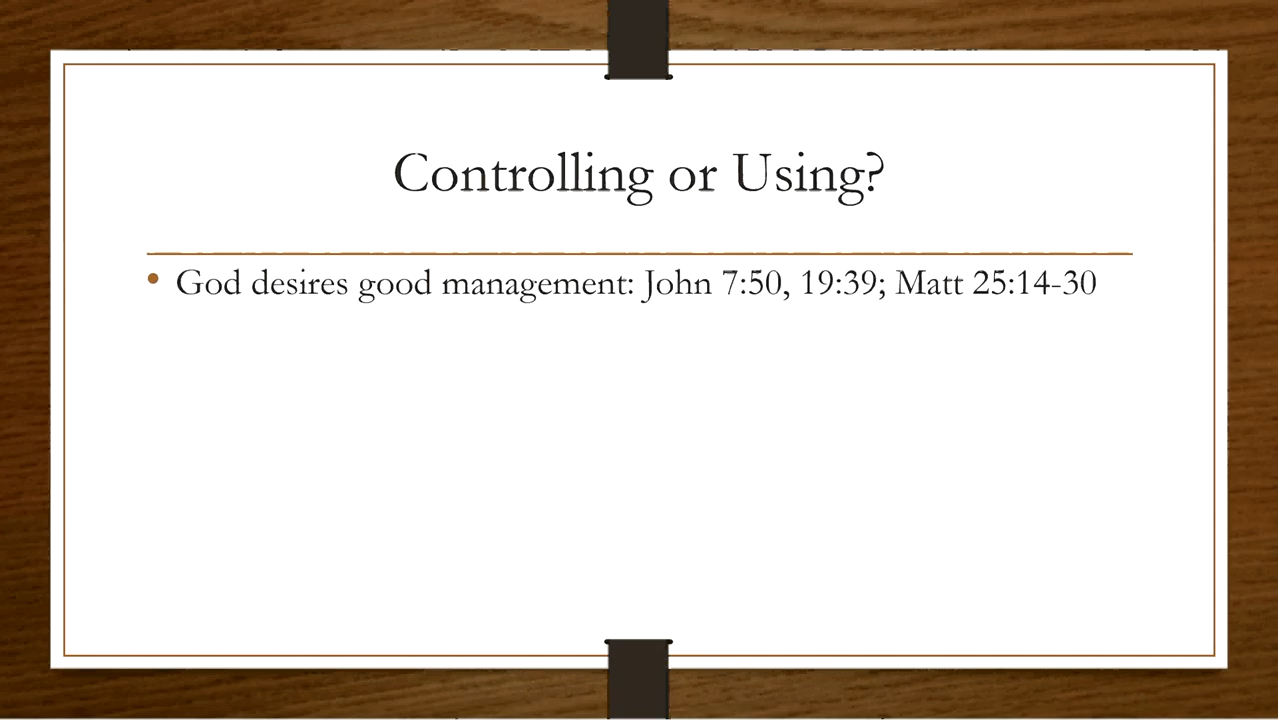 Controlling or Using?
• God desires good management: John 7:50, 19:39; Matt 25:14-30